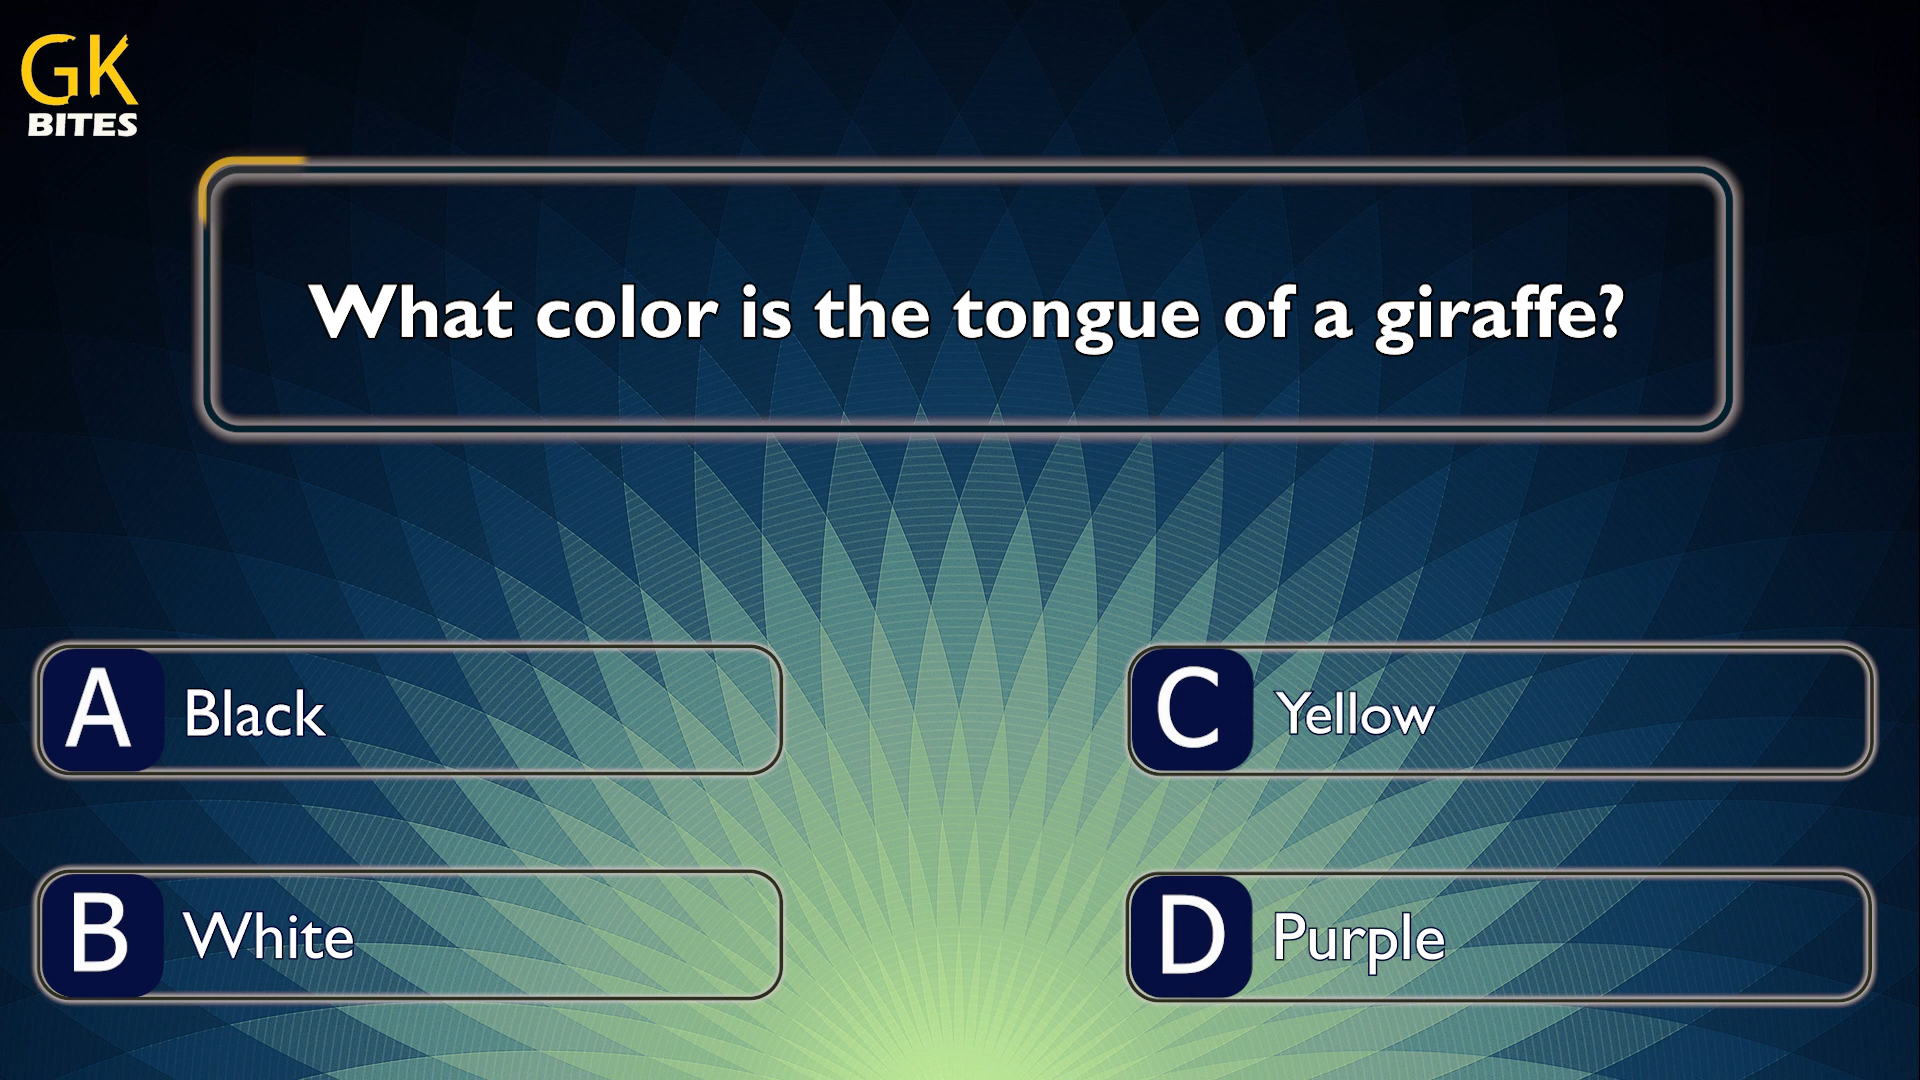 GK
BITES
What color is the tongue of a giraffe?
A Black
B White
C Yellow
D Purple